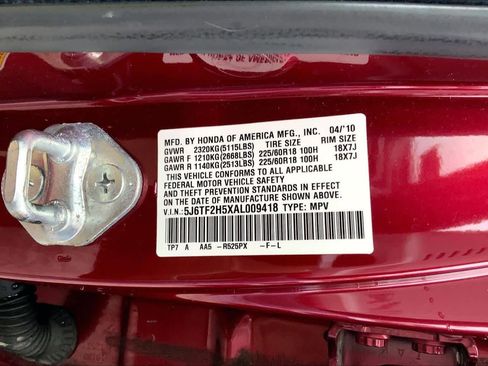 MFD. BY HONDA OF AMERICA MFG., INC. 04/'10
GVWR 2320KG(5115LBS) TIRE SIZE RIM SIZE
GAWR F 1210KG(2668LBS) 225/60R18 100H 18X7J
GAWR R 1140KG(2513LBS) 225/60R18 100H 18X7J
THIS VEHICLE CONFORMS TO ALL APPLICABLE
FEDERAL MOTOR VEHICLE SAFETY
AND THEFT PREVENTION STANDARDS IN EFFECT
ON THE DATE OF MANUFACTURE SHOWN ABOVE.
V.I.N: 5J6TF2H5XAL009418 TYPE: MPV
TP7 A AA5 -R525PX -F-L